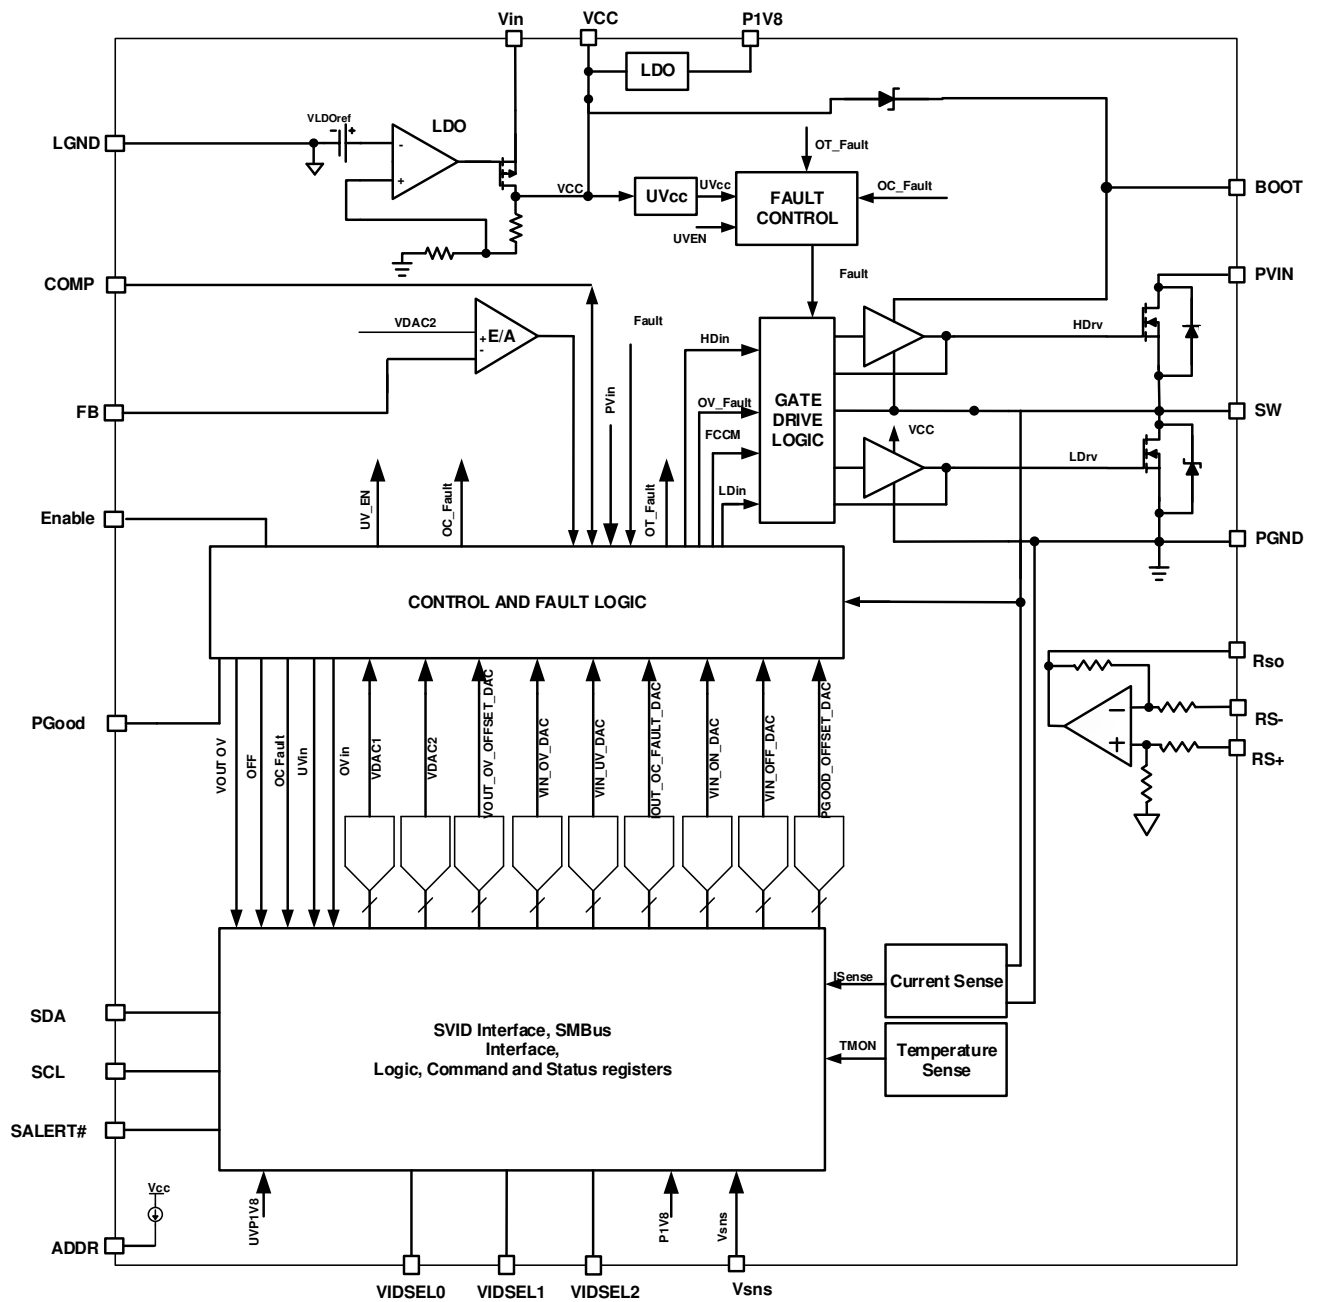 Vin
VCC
P1V8
LDO
LGND
VLDOref
-
+
LDO
-
+
OT_Fault
VCC
UVcc
UVcc
FAULT
CONTROL
OC_Fault
UVEN
BOOT
COMP
Fault
PVIN
VDAC2
+
E/A
-
Fault
HDin
HDrv
PVin
FB
OV_Fault
GATE
DRIVE
LOGIC
SW
FCCM
VCC
LDrv
LDin
Enable
UV_EN
OC_Fault
OT_Fault
PGND
CONTROL AND FAULT LOGIC
Rso
RS-
RS+
−
+
PGood
VOUT OV
OFF
OC Fault
UVin
OVin
VDAC1
VDAC2
VOUT_OV_OFFSET_DAC
VIN_OV_DAC
VIN_UV_DAC
IOUT_OC_FAULT_DAC
VIN_ON_DAC
VIN_OFF_DAC
PGOOD_OFFSET_DAC
ISense
Current Sense
SDA
SVID Interface, SMBus
Interface,
Logic, Command and Status registers
TMON
Temperature
Sense
SCL
SALERT#
Vcc
ADDR
UVP1V8
P1V8
Vsns
VIDSEL0
VIDSEL1
VIDSEL2
Vsns